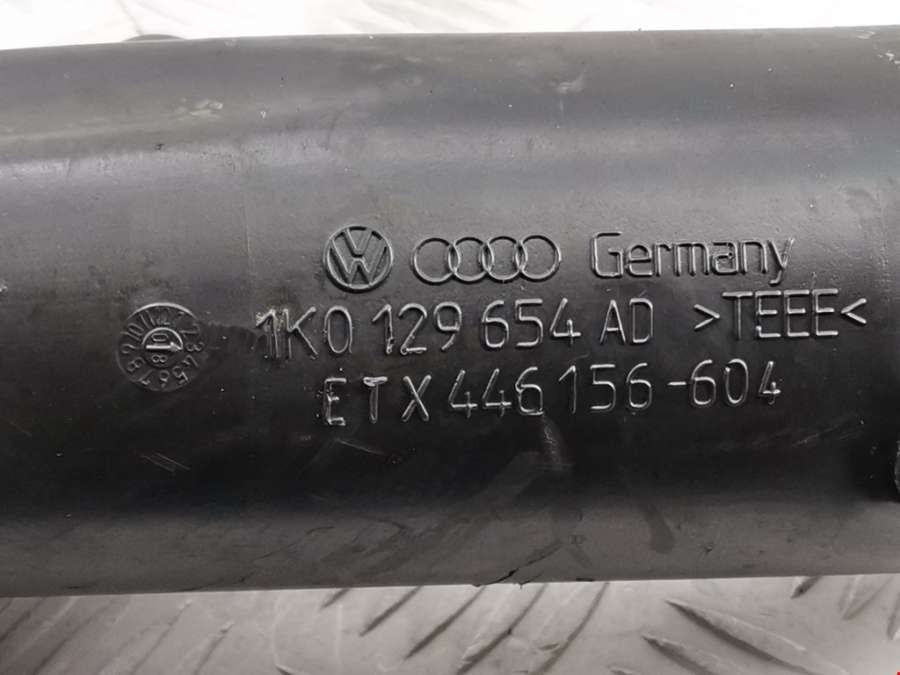 Germany
1K0 129 654 AD >TEEE<
ETX 446 156-604